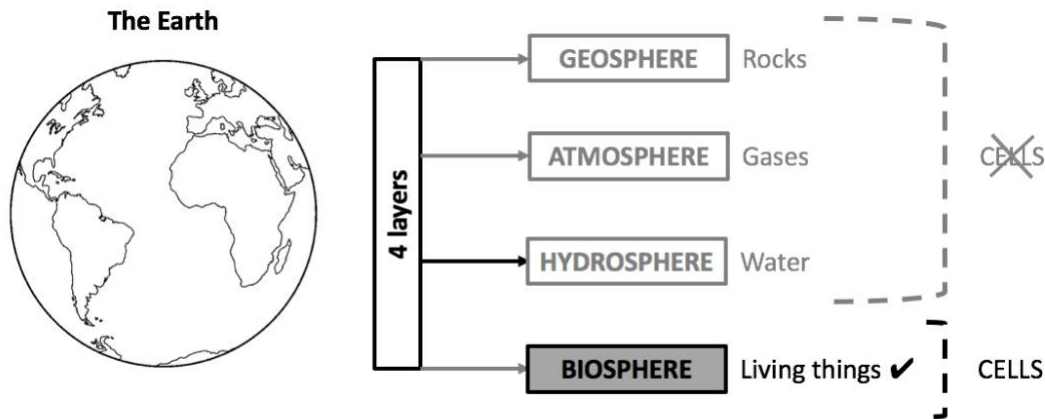 The Earth
4 layers
GEOSPHERE Rocks
ATMOSPHERE Gases
CELLS
HYDROSPHERE Water
BIOSPHERE Living things ✔
CELLS